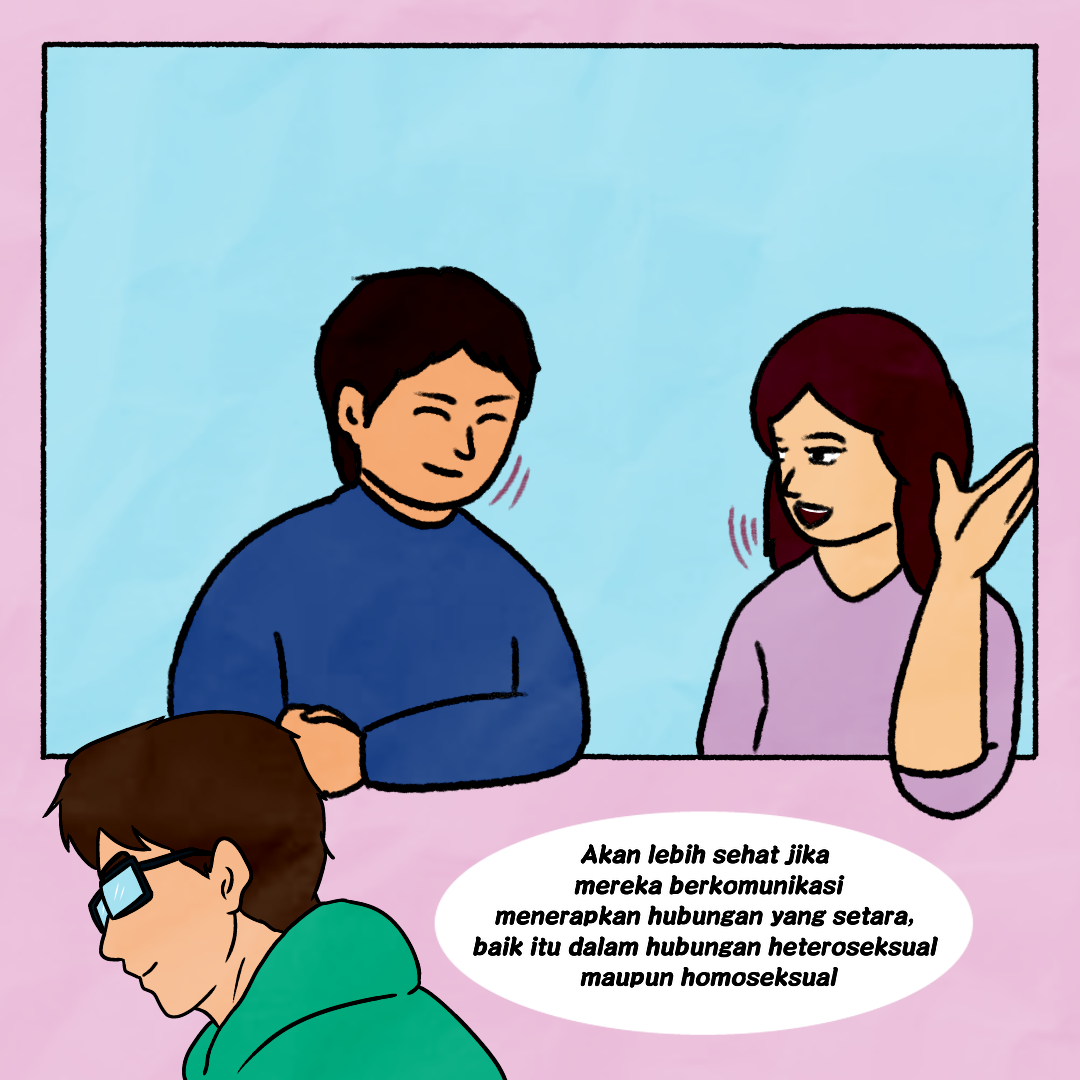 Akan lebih sehat jika
mereka berkomunikasi
menerapkan hubungan yang setara,
baik itu dalam hubungan heteroseksual
maupun homoseksual